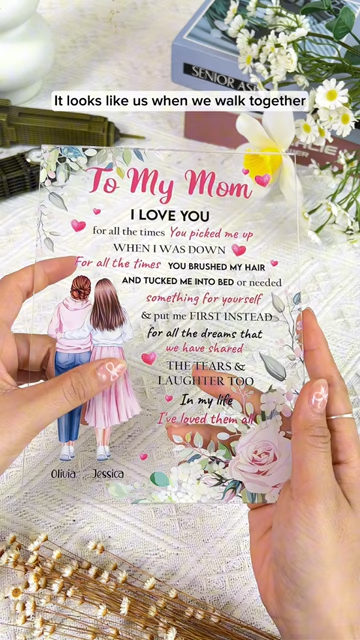 SENIOR AS
It looks like us when we walk together
To My Mom
I LOVE YOU
for all the times You picked me up
WHEN I WAS DOWN
For all the times YOU BRUSHED MY HAIR
AND TUCKED ME INTO BED or needed
something for yourself
& put me FIRST INSTEAD
for all the dreams that
we have shared
THE TEARS &
LAUGHTER TOO
In my life
I've loved them all
Olivia Jessica